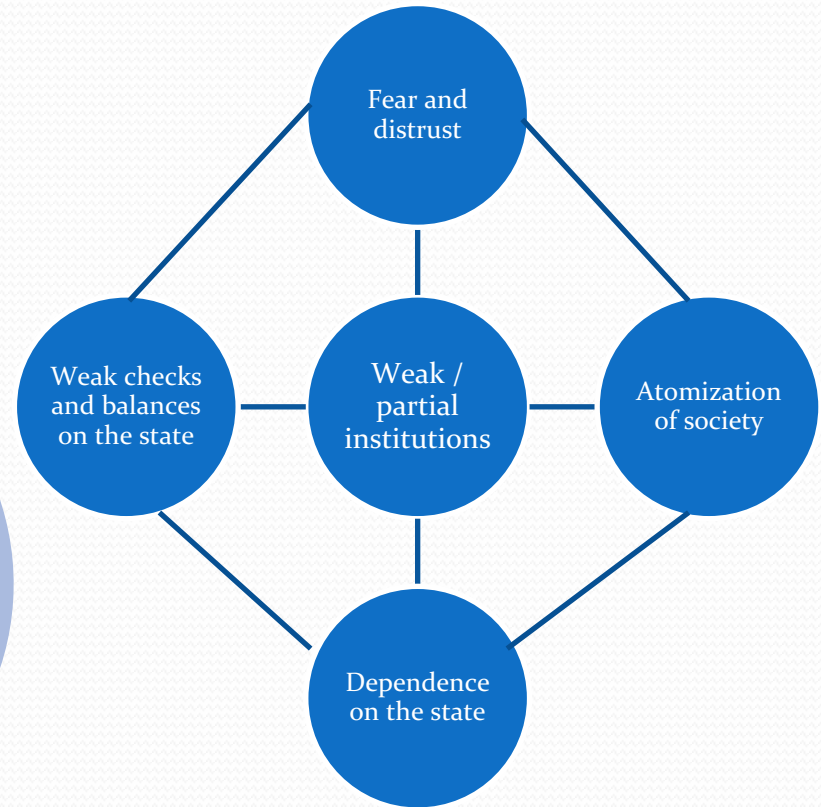 Fear and
distrust
Weak checks
and balances
on the state
Weak /
partial
institutions
Atomization
of society
Dependence
on the state